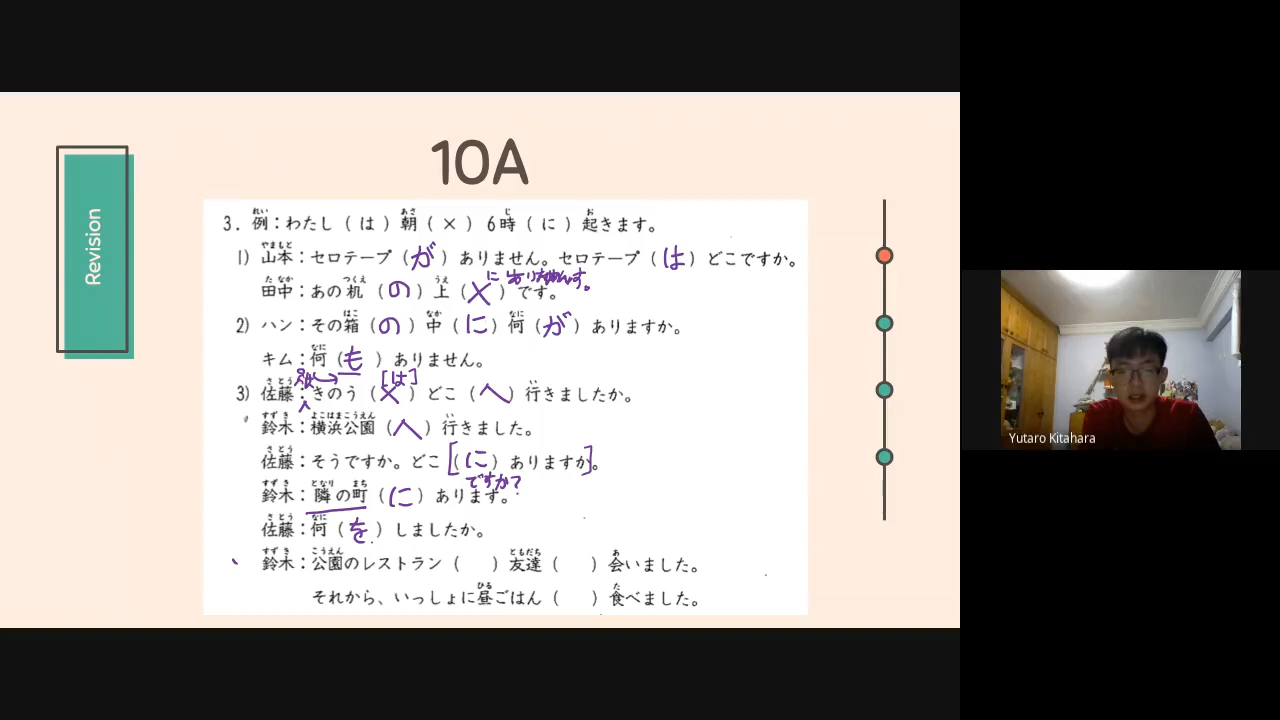 Revision
10A
3. 例：わたし（は）朝（×）6時（に）起きます。
1) 山本：セロテープ（が）ありません。セロテープ（は）どこですか。
田中：あの机（の）上（×）です。
2) ハン：その箱（の）中（に）何（が）ありますか。
キム：何（も）ありません。
[は]
3) 佐藤：きのう（×）どこ（へ）行きましたか。
鈴木：横浜公園（へ）行きました。
佐藤：そうですか。どこ[（に）ありますか]。
ですか？
鈴木：隣の町（に）あります。
佐藤：何（を）しましたか。
鈴木：公園のレストラン（　）友達（　）会いました。
それから、いっしょに昼ごはん（　）食べました。
Yutaro Kitahara